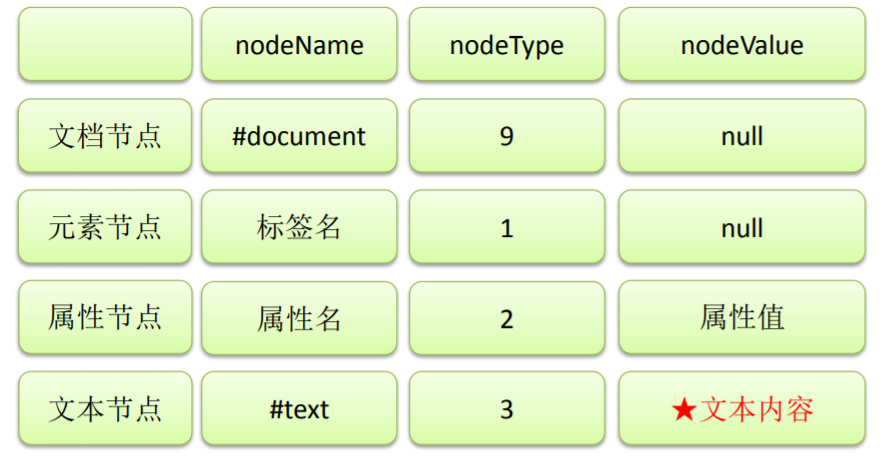 nodeName nodeType nodeValue
文档节点 #document 9 null
元素节点 标签名 1 null
属性节点 属性名 2 属性值
文本节点 #text 3 ★文本内容